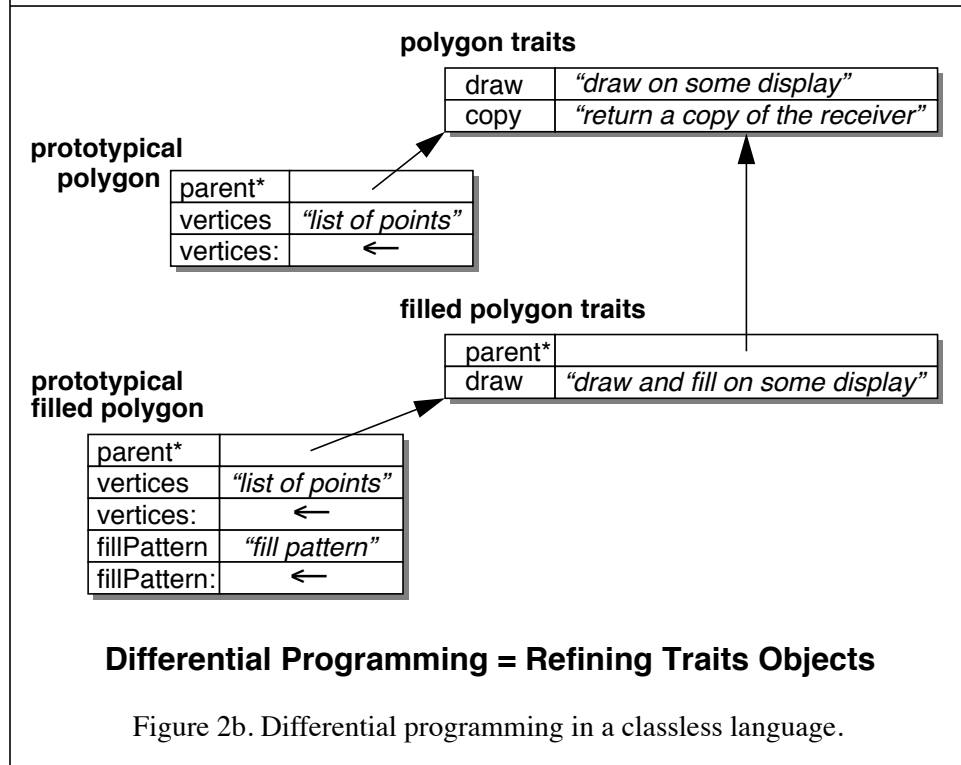 polygon traits
draw “draw on some display”
copy “return a copy of the receiver”
prototypical
polygon
parent*
vertices “list of points”
vertices: ←
filled polygon traits
parent*
draw “draw and fill on some display”
prototypical
filled polygon
parent*
vertices “list of points”
vertices: ←
fillPattern “fill pattern”
fillPattern: ←
Differential Programming = Refining Traits Objects
Figure 2b. Differential programming in a classless language.